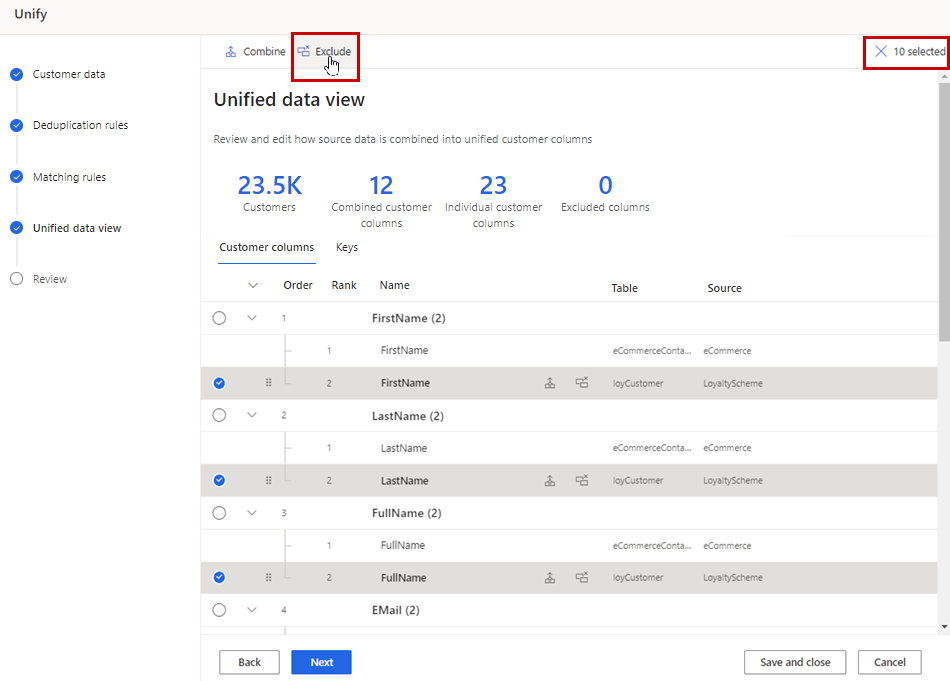 Unify
Customer data
Deduplication rules
Matching rules
Unified data view
Review
Combine Exclude 10 selected
Unified data view
Review and edit how source data is combined into unified customer columns
23.5K 12 23 0
Customers Combined customer Individual customer Excluded columns
columns columns
Customer columns Keys
Order Rank Name Table Source
1 FirstName (2)
1 FirstName eCommerceConta... eCommerce
2 FirstName loyCustomer LoyaltyScheme
2 LastName (2)
1 LastName eCommerceConta... eCommerce
2 LastName loyCustomer LoyaltyScheme
3 FullName (2)
1 FullName eCommerceConta... eCommerce
2 FullName loyCustomer LoyaltyScheme
4 EMail (2)
Back Next Save and close Cancel